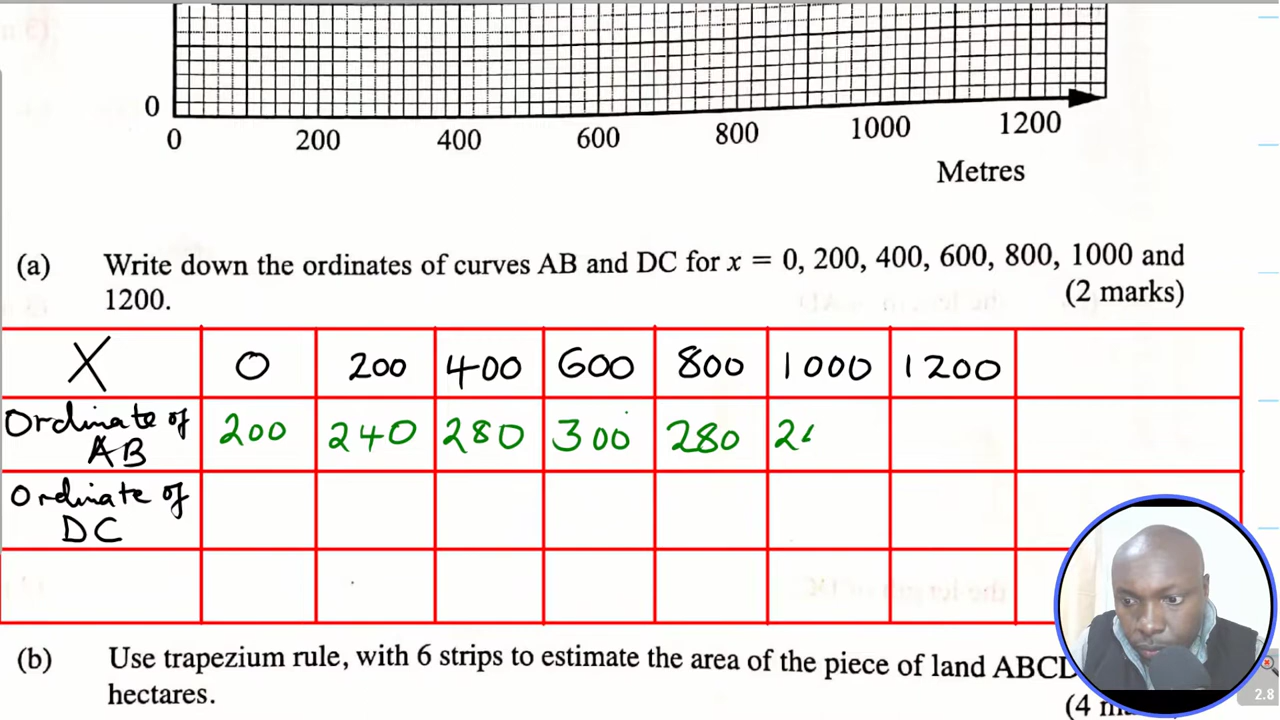 0
0 200 400 600 800 1000 1200
Metres
(a) Write down the ordinates of curves AB and DC for x = 0, 200, 400, 600, 800, 1000 and
1200. (2 marks)
X 0 200 400 600 800 1000 1200
Ordinate of
AB 200 240 280 300 280
Ordinate of
DC
(b) Use trapezium rule, with 6 strips to estimate the area of the piece of land ABCD
hectares.
(4
2.8